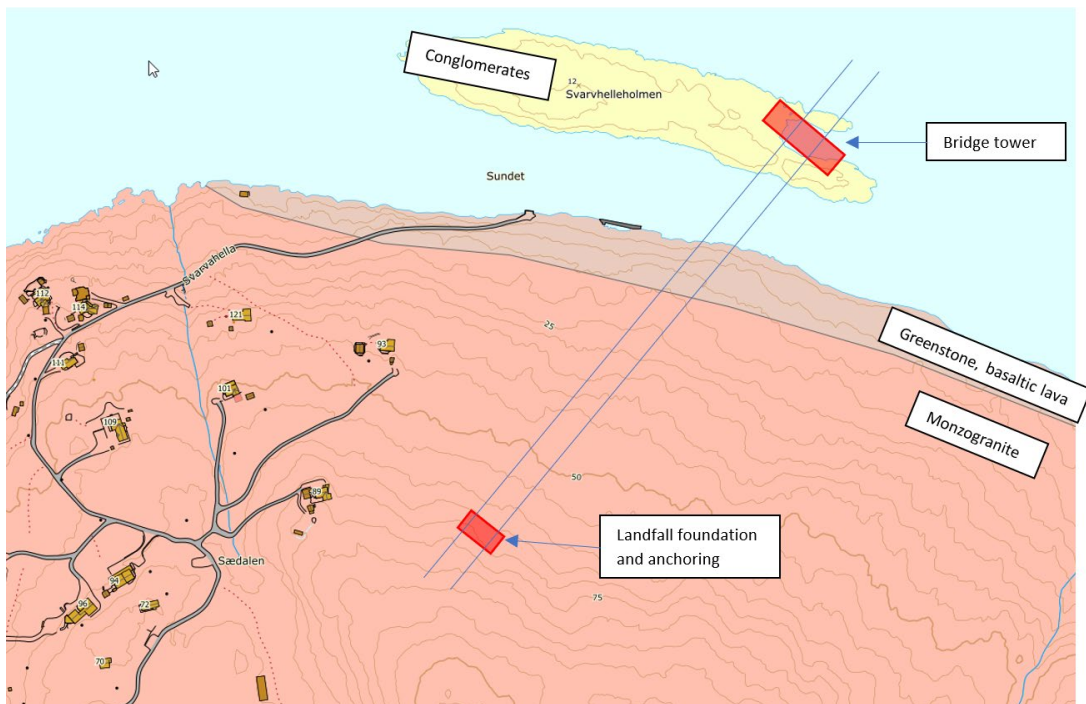 Conglomerates
12
Svarvhelleholmen
Bridge tower
Sundet
Svarvahella
112
114
121
25
93
111
101
Greenstone, basaltic lava
Monzogranite
109
50
89
Landfall foundation
and anchoring
Sædalen
94
75
96
72
70